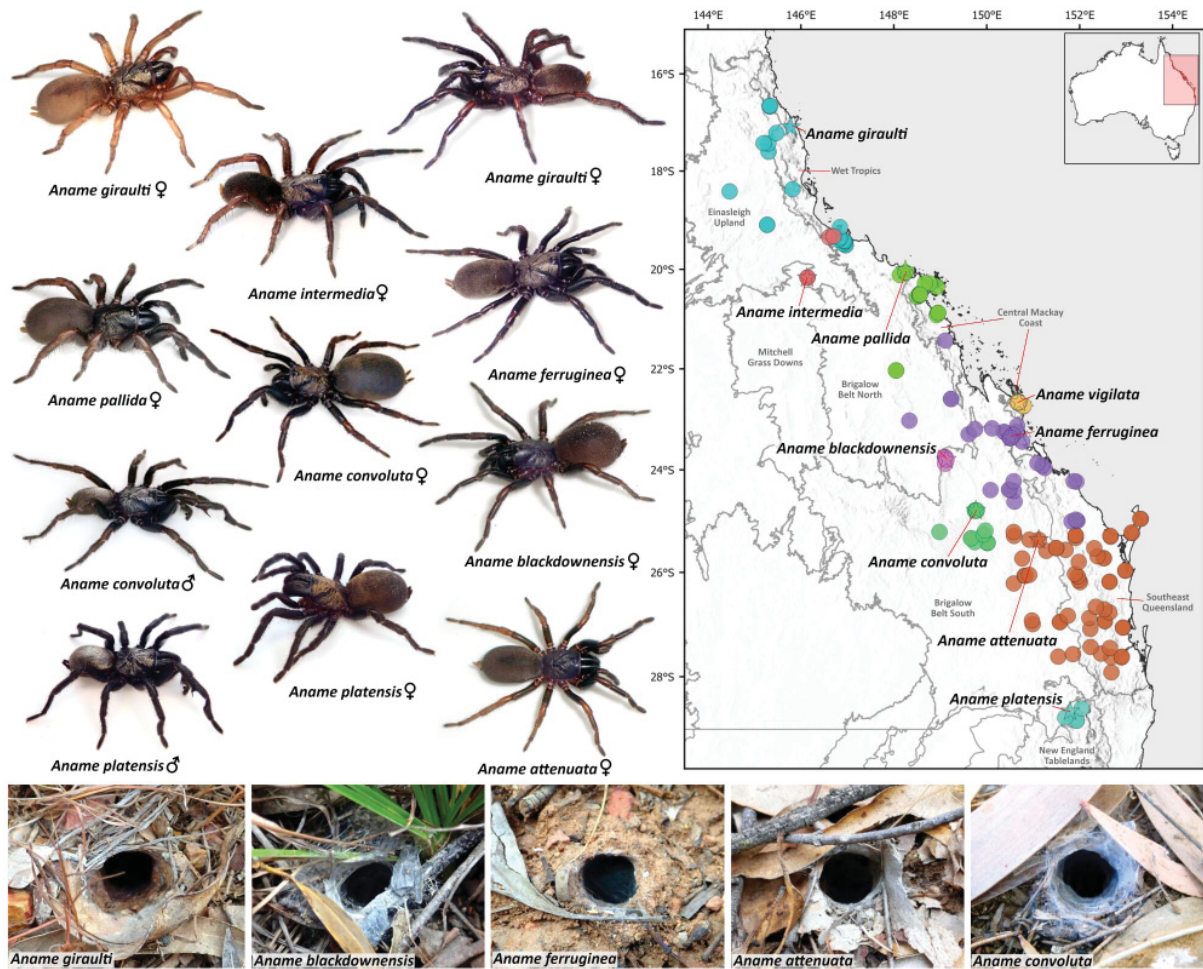 Aname giraulti ♀
Aname giraulti ♀
Aname intermedia ♀
Aname pallida ♀
Aname ferruginea ♀
Aname convoluta ♀
Aname convoluta ♂
Aname blackdownensis ♀
Aname platensis ♀
Aname platensis ♂
Aname attenuata ♀
144°E 146°E 148°E 150°E 152°E 154°E
16°S
18°S
20°S
22°S
24°S
26°S
28°S
Aname giraulti
Wet Tropics
Einasleigh
Upland
Aname intermedia
Aname pallida
Central Mackay
Coast
Mitchell
Grass Downs
Brigalow
Belt North
Aname vigilata
Aname ferruginea
Aname blackdownensis
Aname convoluta
Southeast
Queensland
Brigalow
Belt South
Aname attenuata
Aname platensis
New England
Tablelands
Aname giraulti
Aname blackdownensis
Aname ferruginea
Aname attenuata
Aname convoluta